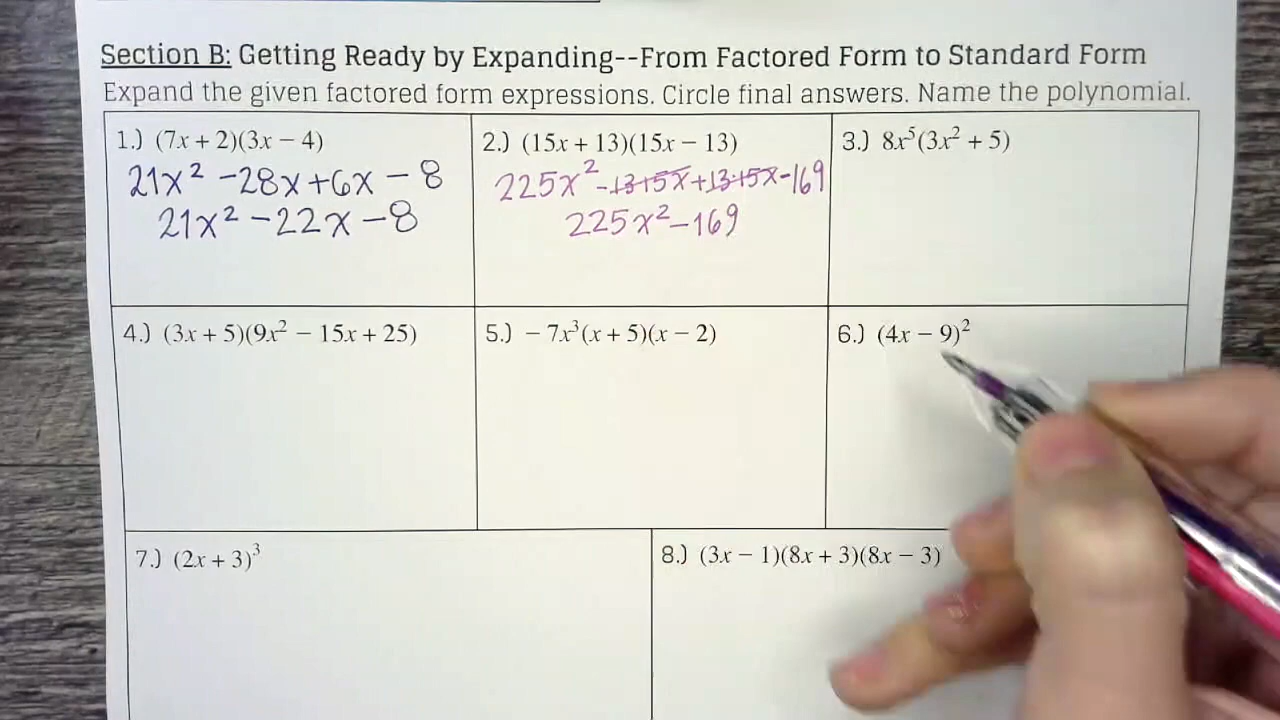 Section B: Getting Ready by Expanding--From Factored Form to Standard Form
Expand the given factored form expressions. Circle final answers. Name the polynomial.
1.) (7x + 2)(3x − 4)
21x² −28x+6x − 8
21x² −22x −8
2.) (15x + 13)(15x − 13)
225x² −13·15x+13·15x−169
225x² −169
3.) 8x⁵(3x² + 5)
4.) (3x + 5)(9x² − 15x + 25)
5.) − 7x³(x + 5)(x − 2)
6.) (4x − 9)²
7.) (2x + 3)³
8.) (3x − 1)(8x + 3)(8x − 3)